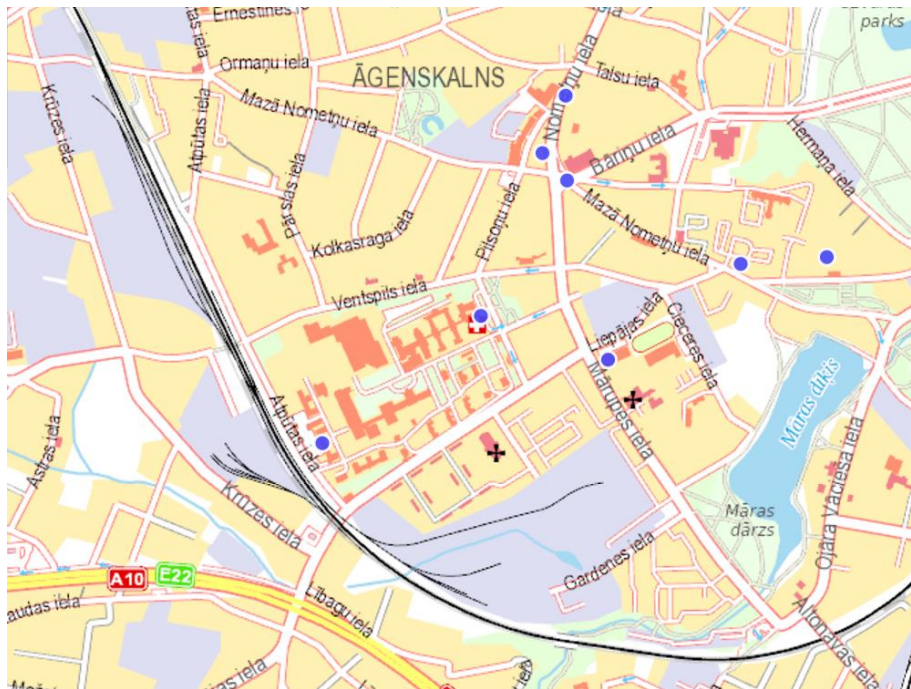 Ernestīnes iela
parks
Ormaņu iela
ĀGENSKALNS
Talsu iela
Krūzes iela
Atpūtas iela
Mazā Nometņu iela
Bāriņu iela
Hermaņa iela
Pārslas iela
Kolkasraga iela
Pilsoņu iela
Mazā Nometņu iela
Ventspils iela
Liepājas iela
Cieceres iela
Mārupes iela
Māras dīķis
Atpūtas iela
Astras iela
Krūzes iela
Māras
dārzs
Ojāra Vācieša iela
Gardenes iela
A10
E22
Lībagu iela
Altonavas iela